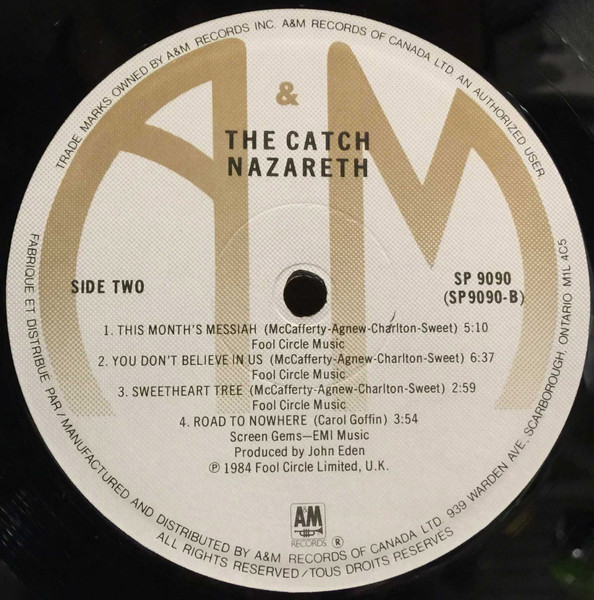 TRADE MARKS OWNED BY A&M RECORDS INC. A&M RECORDS OF CANADA LTD. AN AUTHORIZED USER.
A & M
THE CATCH
NAZARETH
SIDE TWO
SP 9090
(SP9090-B)
1. THIS MONTH'S MESSIAH (McCafferty-Agnew-Charlton-Sweet) 5:10
Fool Circle Music
2. YOU DON'T BELIEVE IN US (McCafferty-Agnew-Charlton-Sweet) 6:37
Fool Circle Music
3. SWEETHEART TREE (McCafferty-Agnew-Charlton-Sweet) 2:59
Fool Circle Music
4. ROAD TO NOWHERE (Carol Goffin) 3:54
Screen Gems—EMI Music
Produced by John Eden
℗ 1984 Fool Circle Limited, U.K.
A&M
RECORDS ®
FABRIQUE ET DISTRIBUE PAR / MANUFACTURED AND DISTRIBUTED BY A&M RECORDS OF CANADA LTD. 939 WARDEN AVE, SCARBOROUGH, ONTARIO M1L 4C5
ALL RIGHTS RESERVED / TOUS DROITS RESERVES